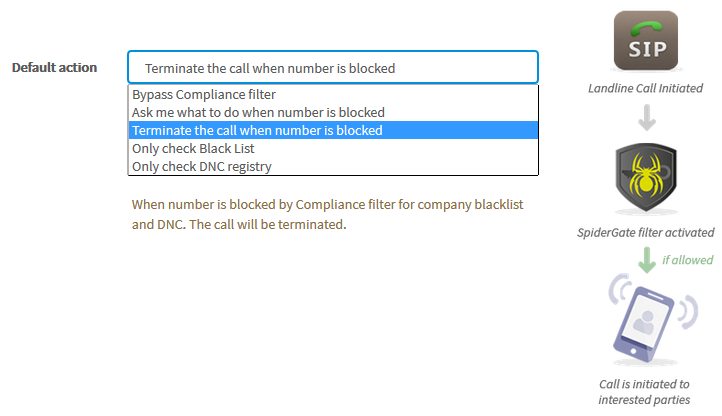 Default action
Terminate the call when number is blocked
Bypass Compliance filter
Ask me what to do when number is blocked
Terminate the call when number is blocked
Only check Black List
Only check DNC registry
When number is blocked by Compliance filter for company blacklist
and DNC. The call will be terminated.
SIP
Landline Call Initiated
SpiderGate filter activated
if allowed
Call is initiated to
interested parties